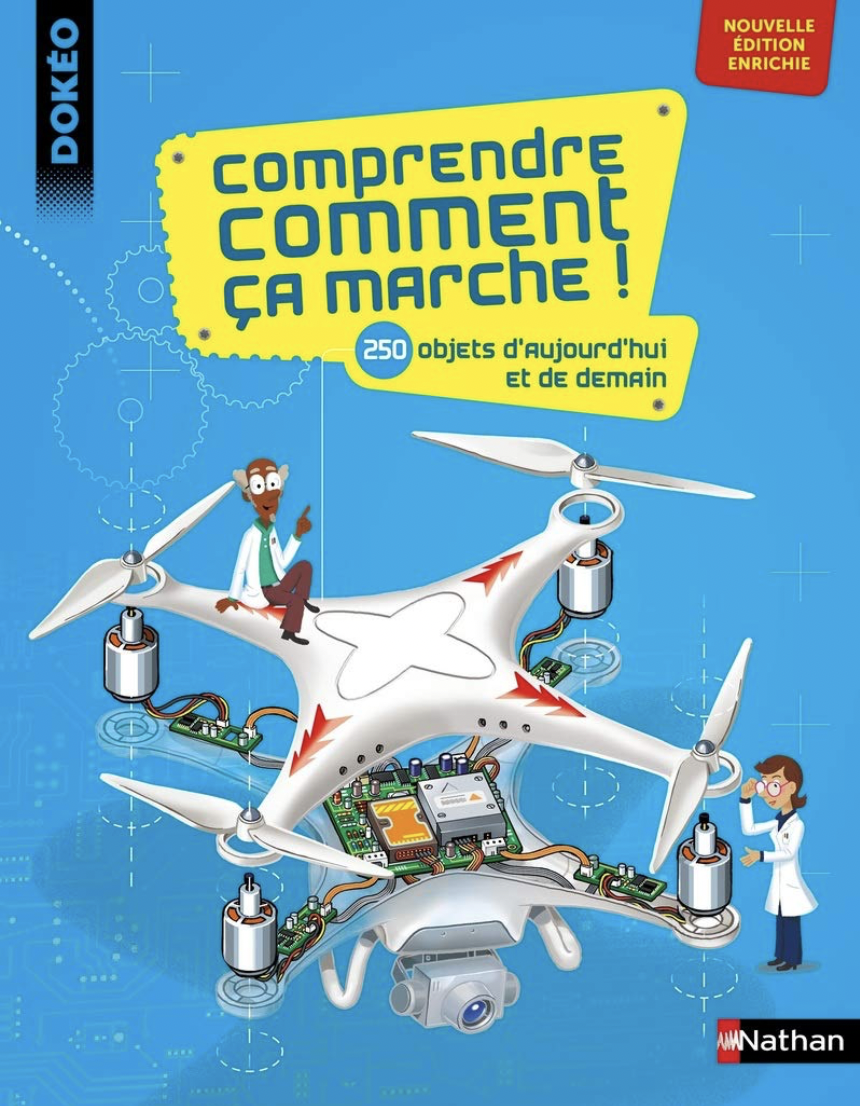 DOKÉO
NOUVELLE
ÉDITION
ENRICHIE
comprendre
comment
ça marche !
250 objets d'aujourd'hui
et de demain
Nathan